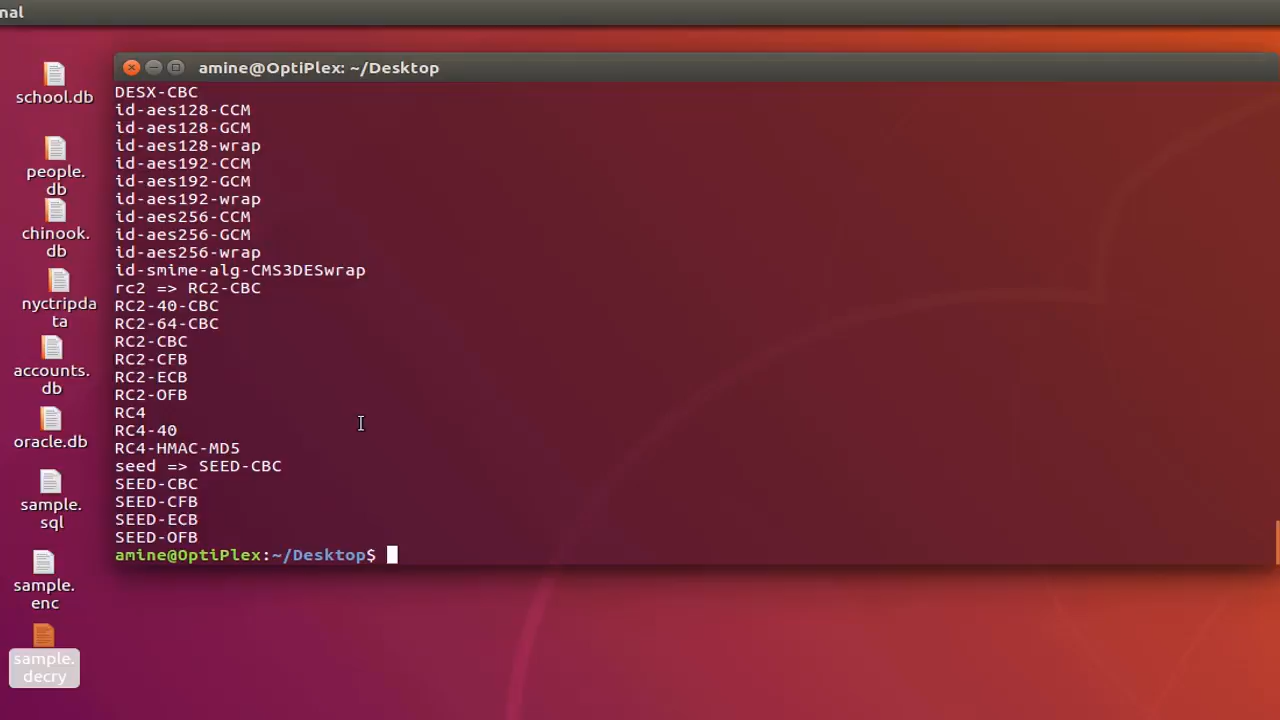 nal
amine@OptiPlex: ~/Desktop
school.db
people.
db
chinook.
db
nyctripda
ta
accounts.
db
oracle.db
sample.
sql
sample.
enc
sample.
decry
DESX-CBC
id-aes128-CCM
id-aes128-GCM
id-aes128-wrap
id-aes192-CCM
id-aes192-GCM
id-aes192-wrap
id-aes256-CCM
id-aes256-GCM
id-aes256-wrap
id-smime-alg-CMS3DESwrap
rc2 => RC2-CBC
RC2-40-CBC
RC2-64-CBC
RC2-CBC
RC2-CFB
RC2-ECB
RC2-OFB
RC4
RC4-40
RC4-HMAC-MD5
seed => SEED-CBC
SEED-CBC
SEED-CFB
SEED-ECB
SEED-OFB
amine@OptiPlex:~/Desktop$